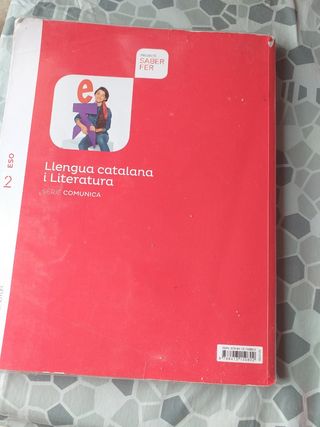 PROJECTE
SABER
FER
e
Llengua catalana
i Literatura
SÈRIE COMUNICA
2 ESO